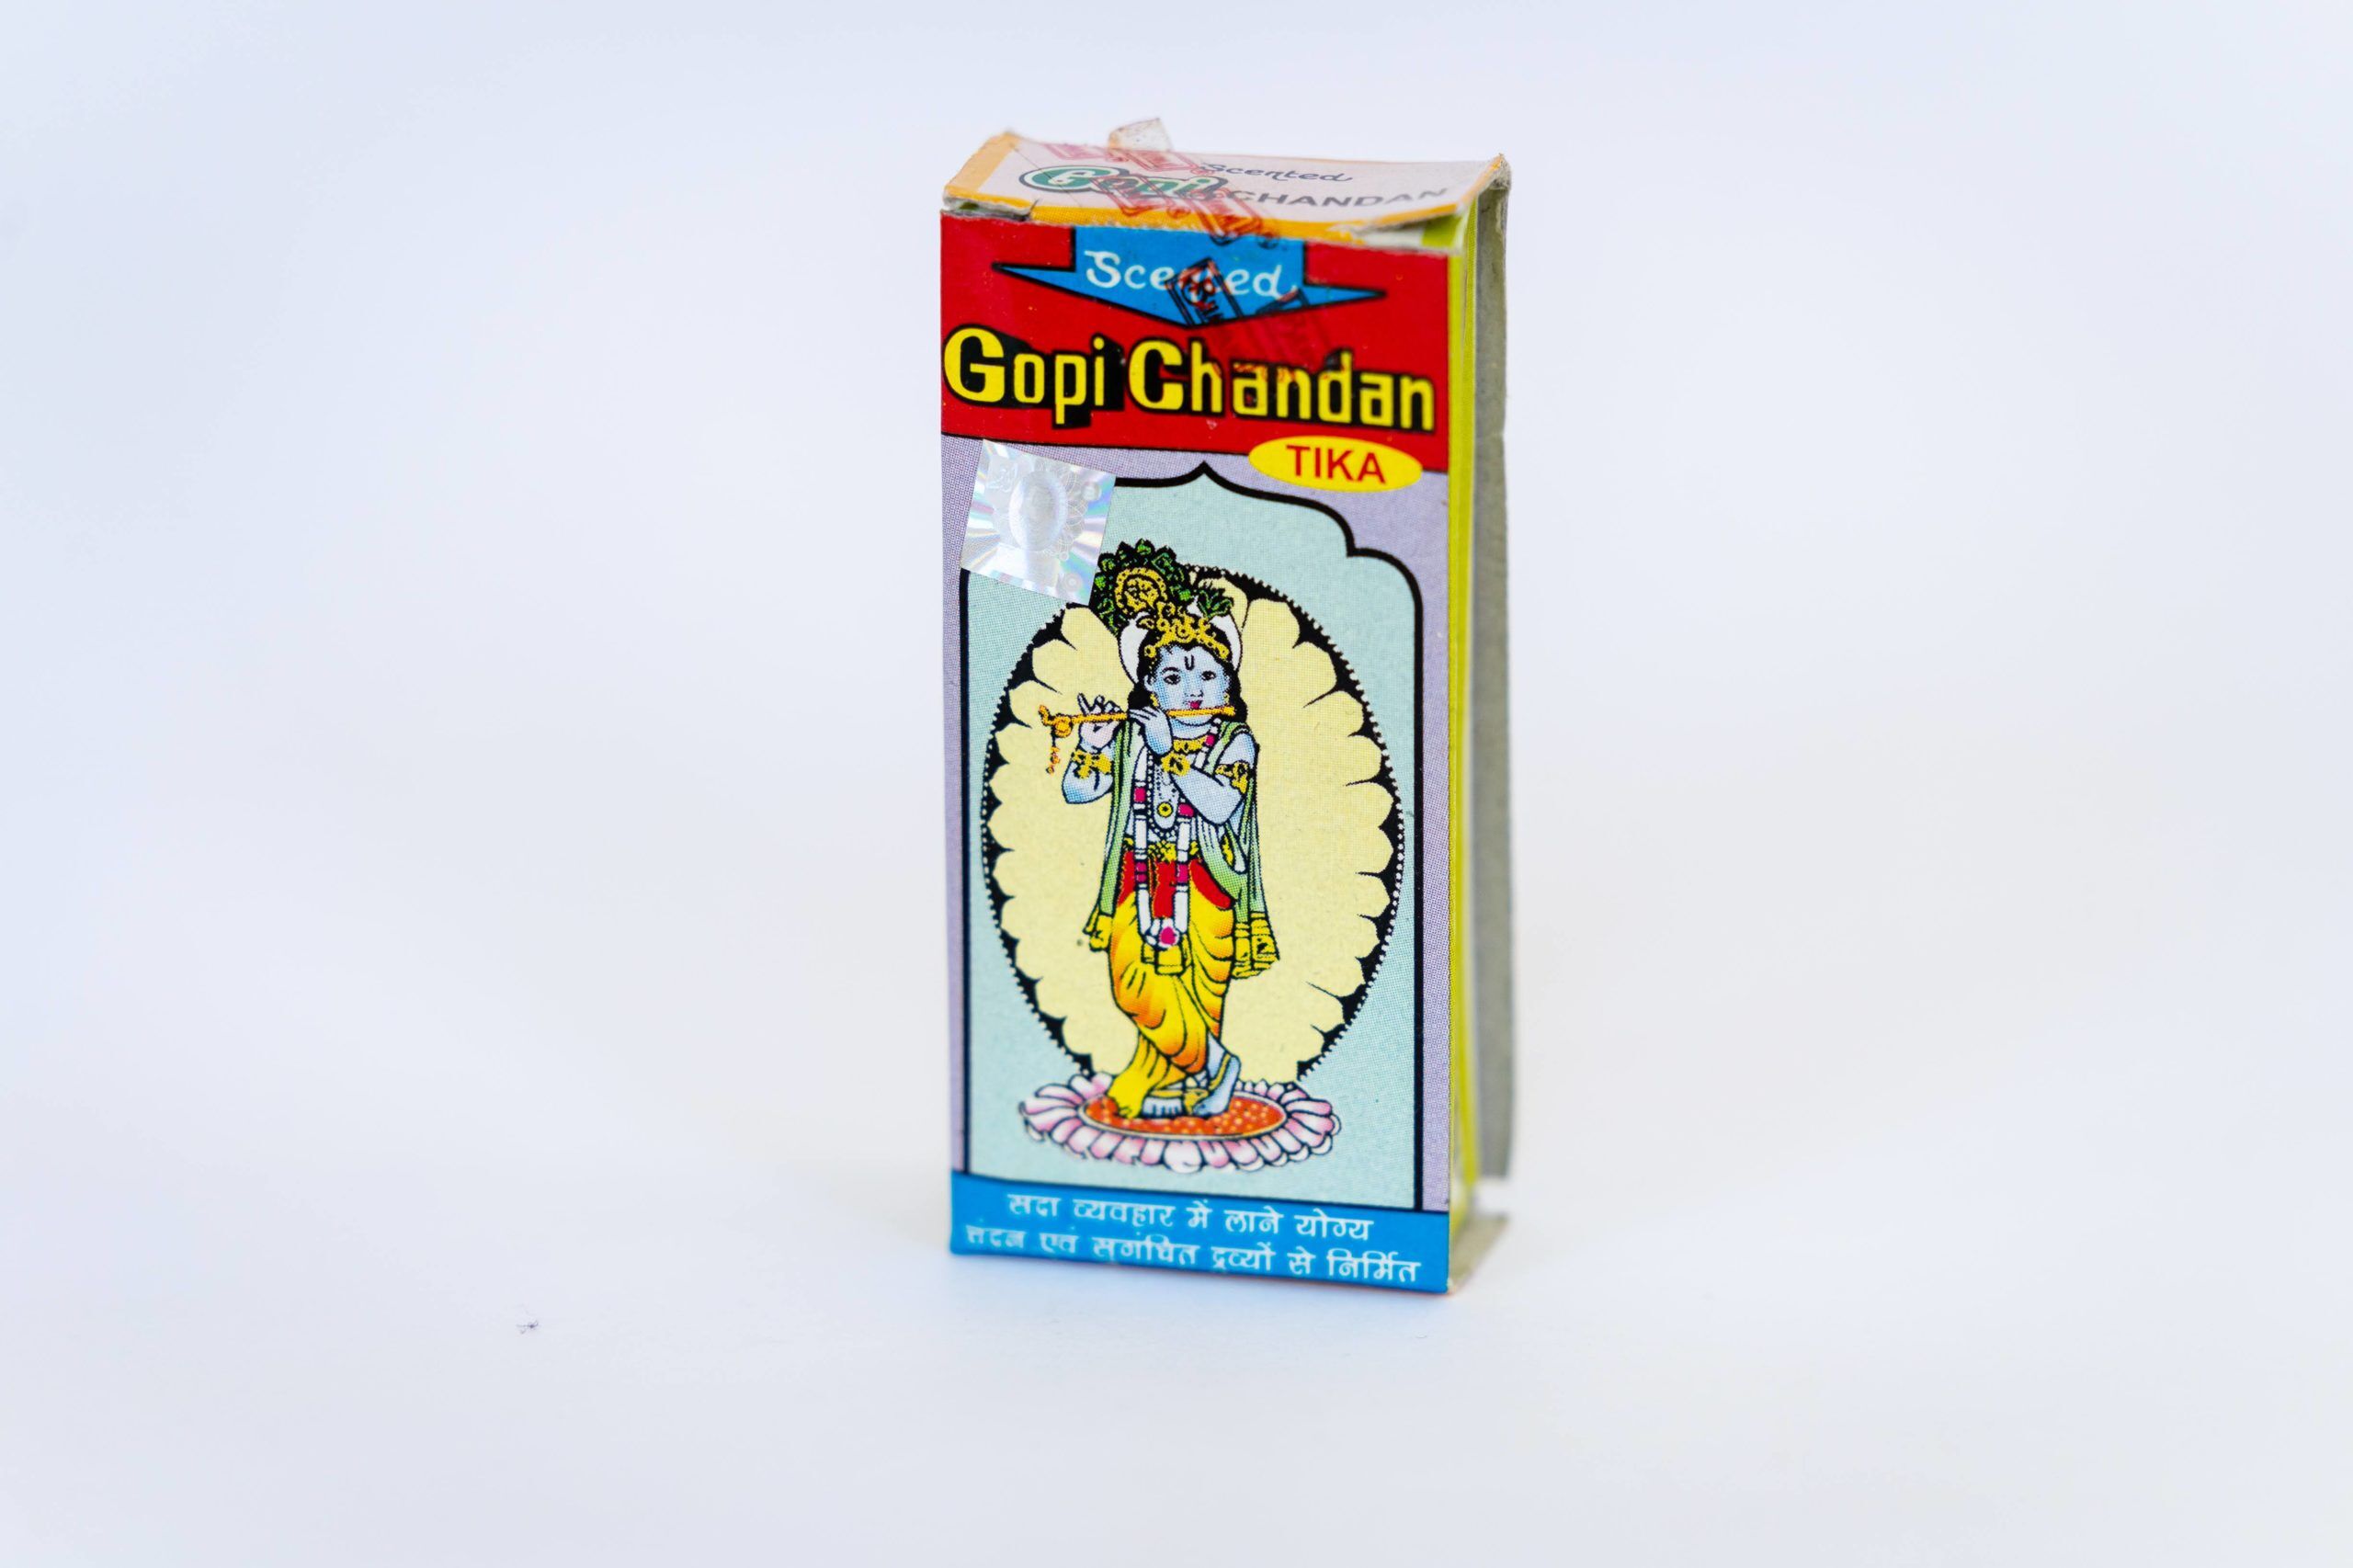 Scented
Gopi CHANDAN
Scented
Gopi Chandan
TIKA
सदा व्यवहार में लाने योग्य
चंदन एवं सुगंधित द्रव्यों से निर्मित